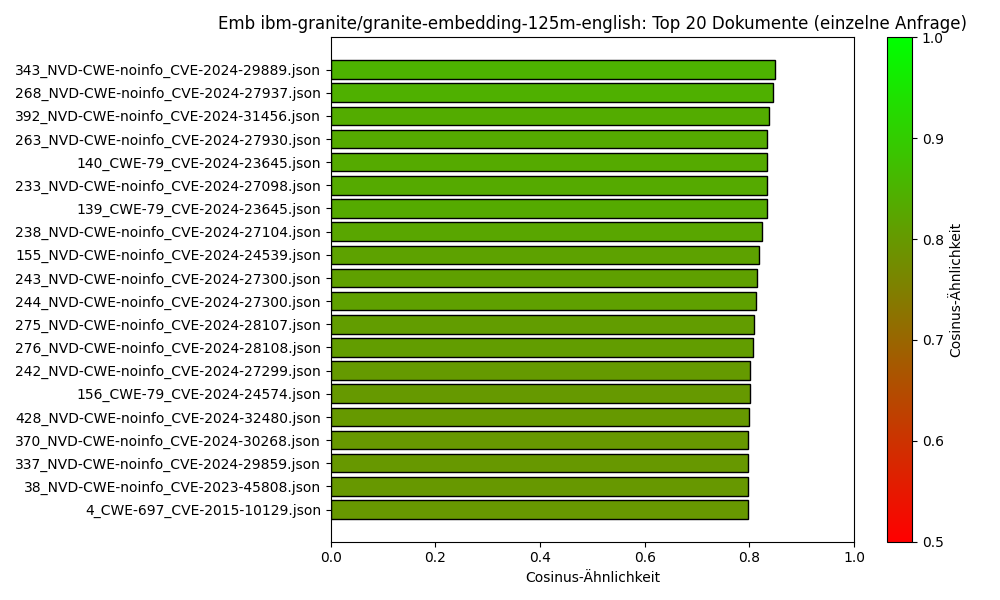 Emb ibm-granite/granite-embedding-125m-english: Top 20 Dokumente (einzelne Anfrage)
343_NVD-CWE-noinfo_CVE-2024-29889.json
268_NVD-CWE-noinfo_CVE-2024-27937.json
392_NVD-CWE-noinfo_CVE-2024-31456.json
263_NVD-CWE-noinfo_CVE-2024-27930.json
140_CWE-79_CVE-2024-23645.json
233_NVD-CWE-noinfo_CVE-2024-27098.json
139_CWE-79_CVE-2024-23645.json
238_NVD-CWE-noinfo_CVE-2024-27104.json
155_NVD-CWE-noinfo_CVE-2024-24539.json
243_NVD-CWE-noinfo_CVE-2024-27300.json
244_NVD-CWE-noinfo_CVE-2024-27300.json
275_NVD-CWE-noinfo_CVE-2024-28107.json
276_NVD-CWE-noinfo_CVE-2024-28108.json
242_NVD-CWE-noinfo_CVE-2024-27299.json
156_CWE-79_CVE-2024-24574.json
428_NVD-CWE-noinfo_CVE-2024-32480.json
370_NVD-CWE-noinfo_CVE-2024-30268.json
337_NVD-CWE-noinfo_CVE-2024-29859.json
38_NVD-CWE-noinfo_CVE-2023-45808.json
4_CWE-697_CVE-2015-10129.json
0.0 0.2 0.4 0.6 0.8 1.0
Cosinus-Ähnlichkeit
1.0
0.9
0.8
0.7
0.6
0.5
Cosinus-Ähnlichkeit